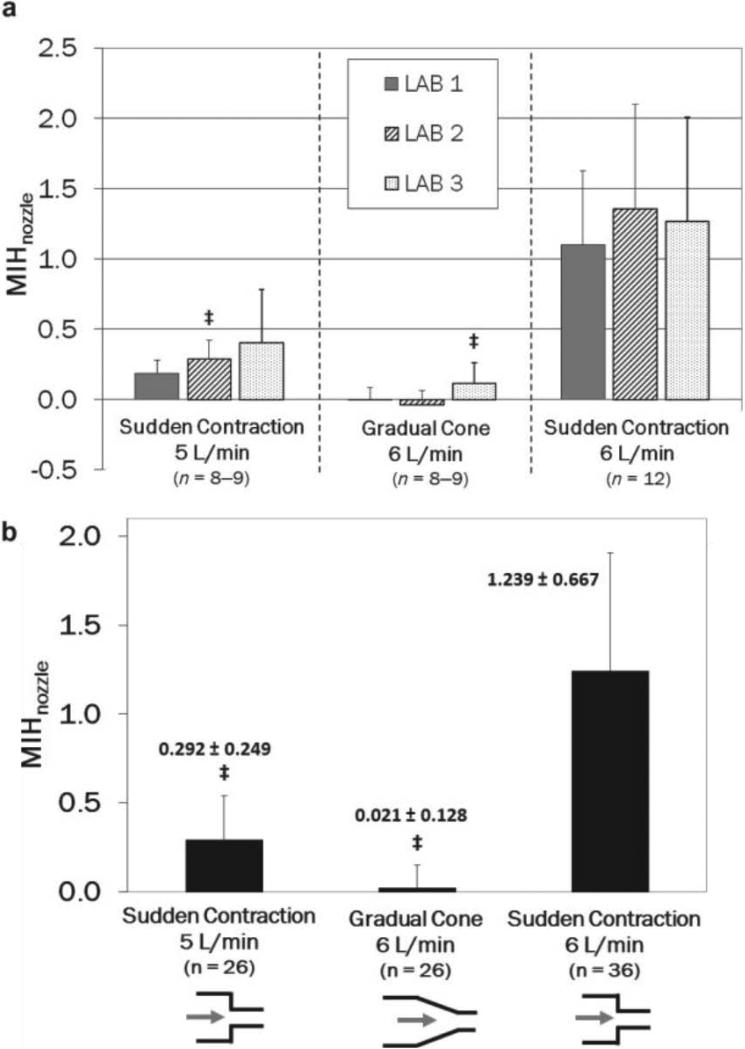 a
2.5
2.0
1.5
1.0
0.5
0.0
-0.5
MIHnozzle
LAB 1
LAB 2
LAB 3
‡
‡
Sudden Contraction
5 L/min
(n = 8–9)
Gradual Cone
6 L/min
(n = 8–9)
Sudden Contraction
6 L/min
(n = 12)
b
2.0
1.5
1.0
0.5
0.0
MIHnozzle
0.292 ± 0.249
‡
0.021 ± 0.128
‡
1.239 ± 0.667
Sudden Contraction
5 L/min
(n = 26)
Gradual Cone
6 L/min
(n = 26)
Sudden Contraction
6 L/min
(n = 36)